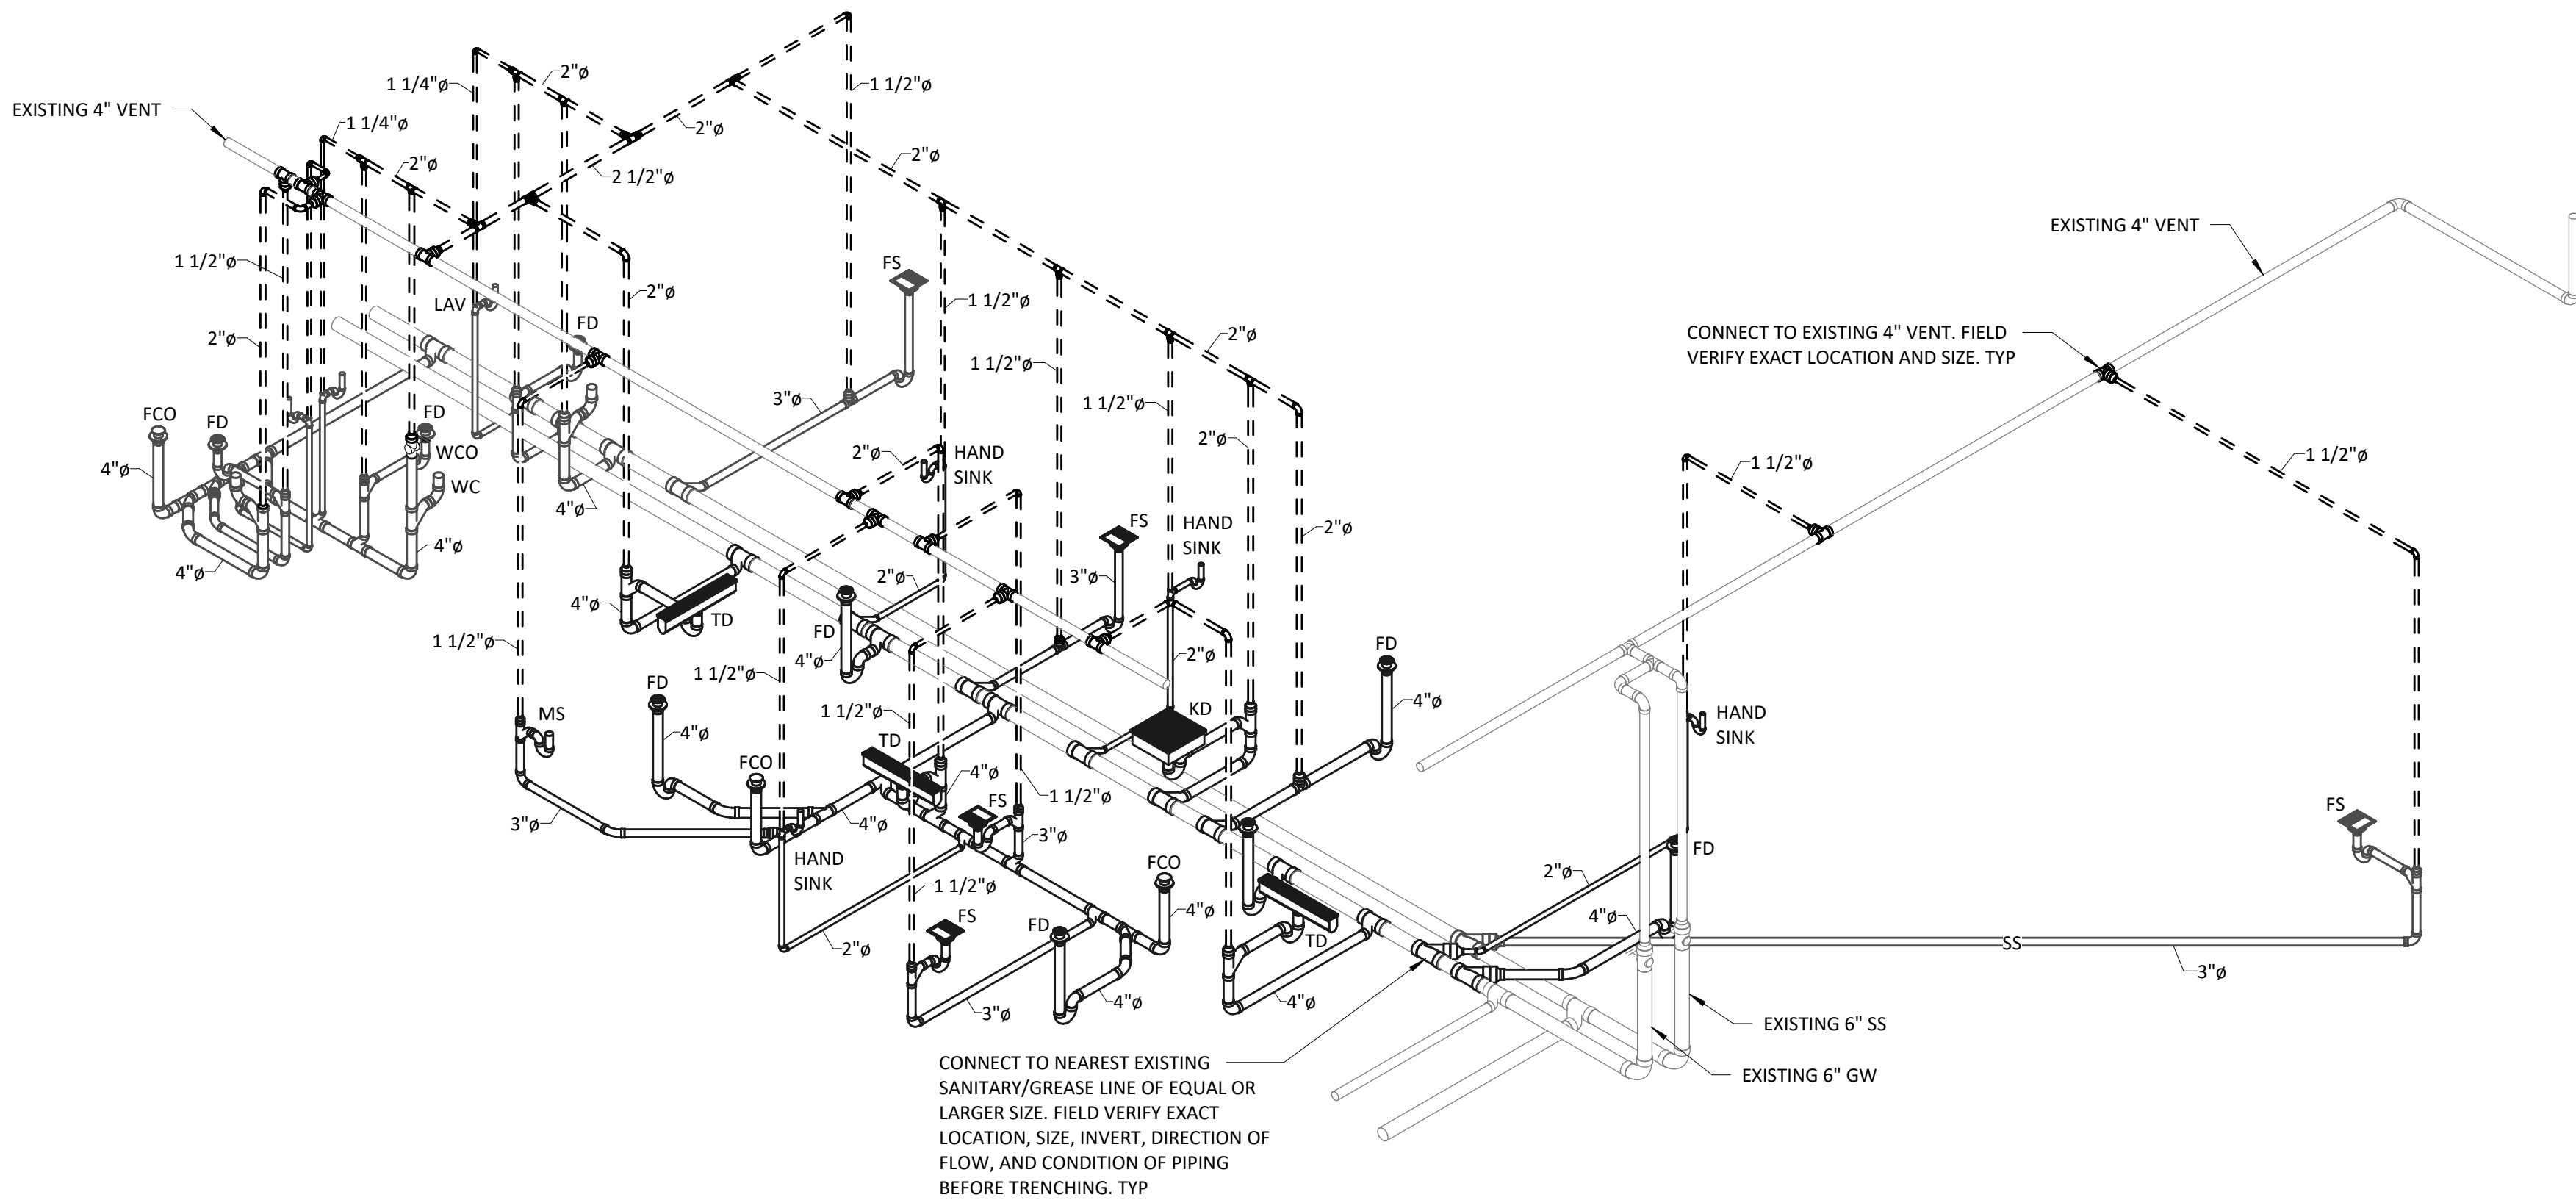 1 1/4"ø
2"ø
1 1/2"ø
EXISTING 4" VENT
1 1/4"ø
2"ø
2"ø
2"ø
2 1/2"ø
EXISTING 4" VENT
1 1/2"ø
FS
2"ø
LAV
1 1/2"ø
2"ø
FD
2"ø
CONNECT TO EXISTING 4" VENT. FIELD
VERIFY EXACT LOCATION AND SIZE. TYP
1 1/2"ø
3"ø
1 1/2"ø
FCO
FD
FD
2"ø
WCO
HAND
SINK
2"ø
1 1/2"ø
1 1/2"ø
4"ø
WC
4"ø
FS
HAND
SINK
2"ø
4"ø
4"ø
2"ø
3"ø
4"ø
TD
FD
1 1/2"ø
4"ø
2"ø
FD
1 1/2"ø
FD
4"ø
MS
4"ø
1 1/2"ø
KD
HAND
SINK
TD
FCO
4"ø
1 1/2"ø
FS
FS
3"ø
4"ø
3"ø
HAND
SINK
FCO
FD
2"ø
1 1/2"ø
4"ø
FS
FD
TD
4"ø
2"ø
SS
3"ø
3"ø
4"ø
4"ø
EXISTING 6" SS
CONNECT TO NEAREST EXISTING
SANITARY/GREASE LINE OF EQUAL OR
LARGER SIZE. FIELD VERIFY EXACT
LOCATION, SIZE, INVERT, DIRECTION OF
FLOW, AND CONDITION OF PIPING
BEFORE TRENCHING. TYP
EXISTING 6" GW